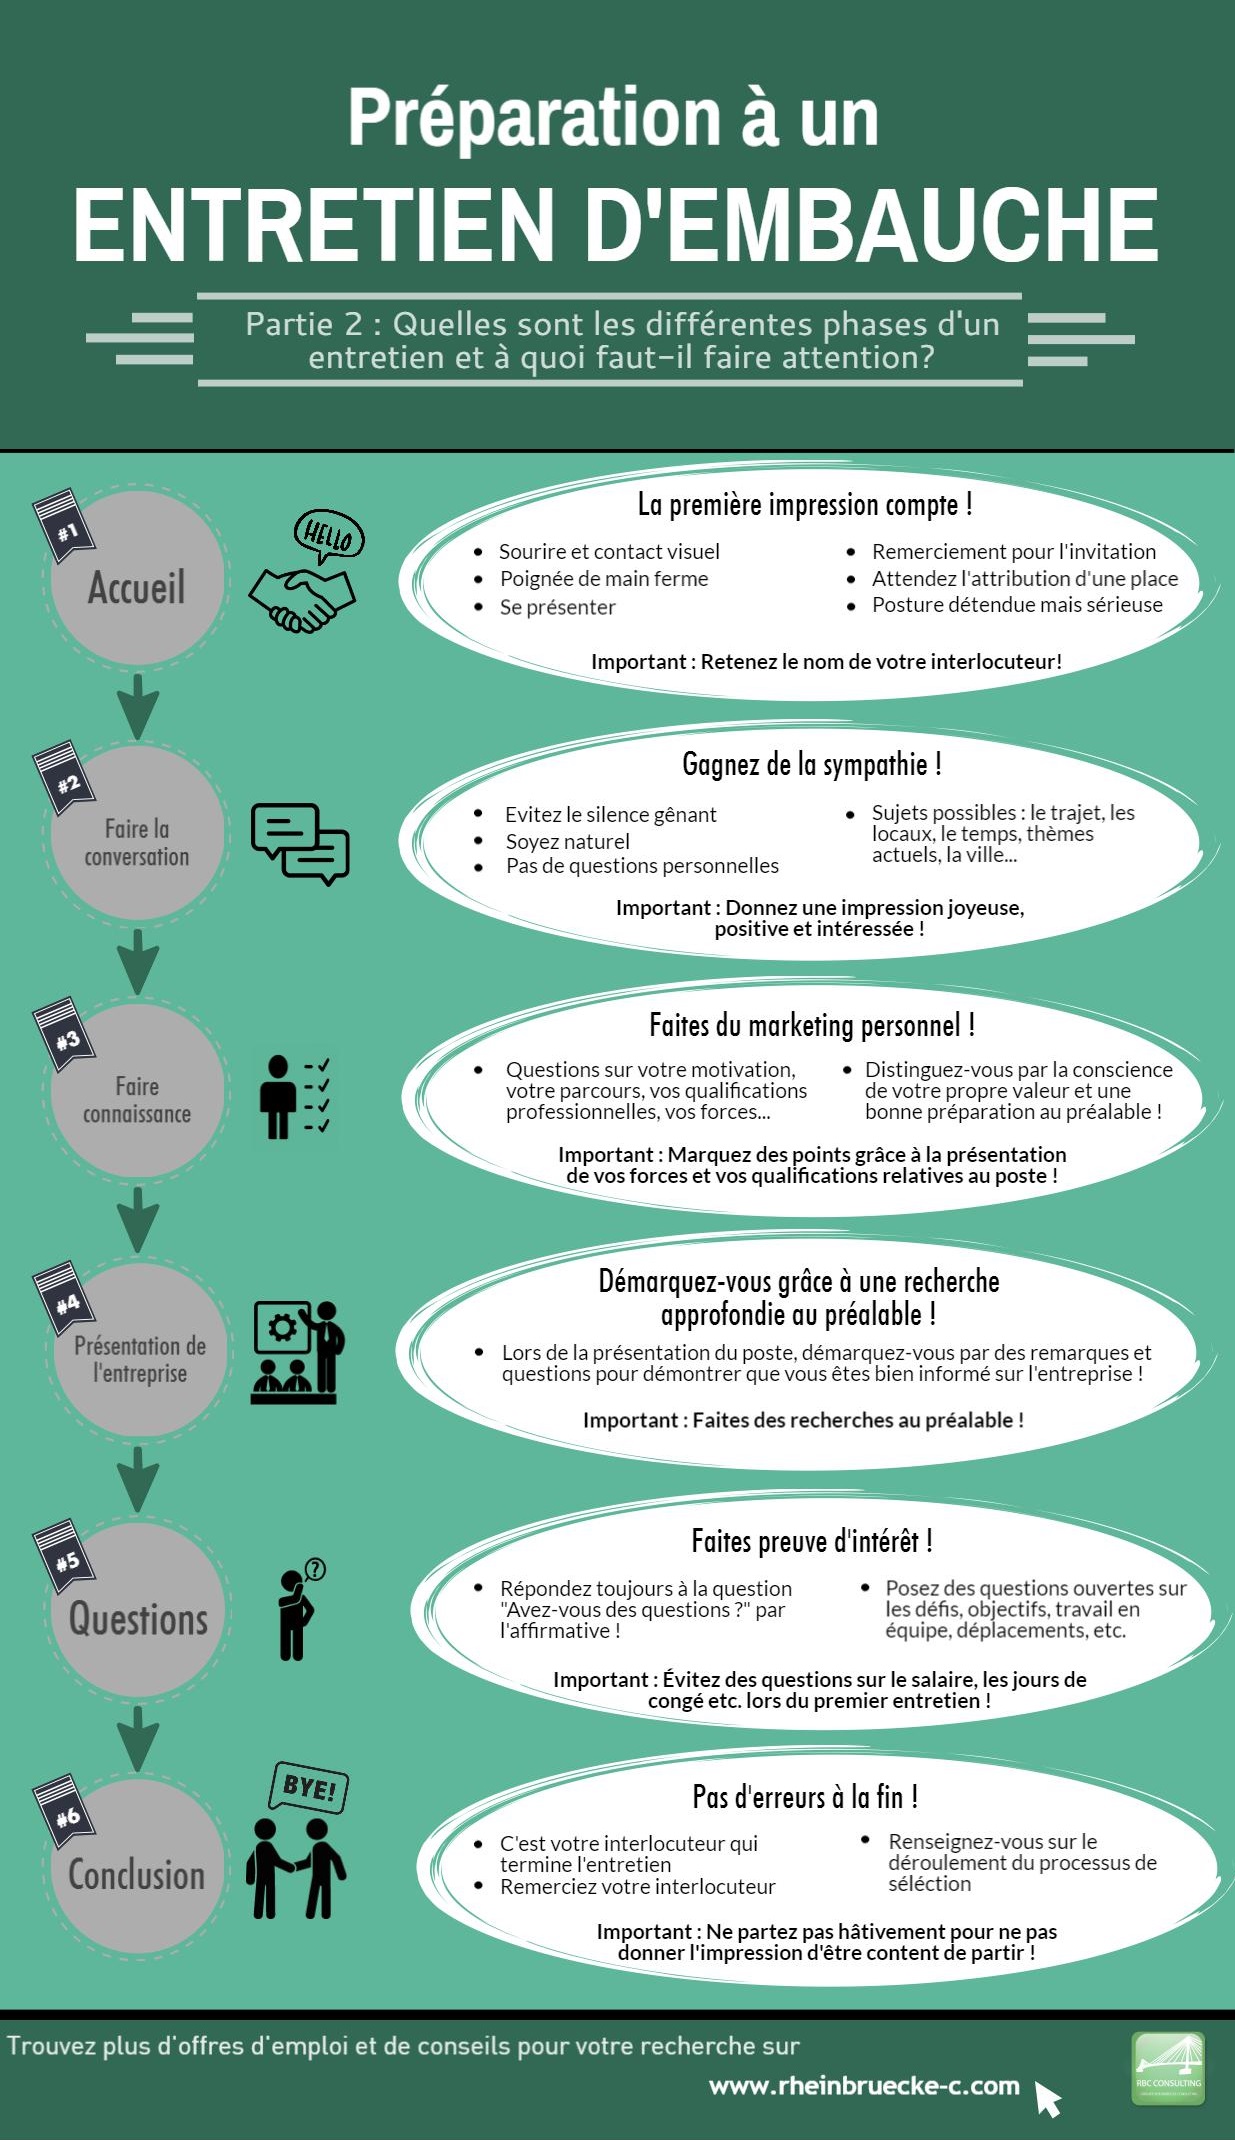 Préparation à un
ENTRETIEN D'EMBAUCHE
Partie 2 : Quelles sont les différentes phases d'un
entretien et à quoi faut-il faire attention?
#1
Accueil
HELLO
La première impression compte !
Sourire et contact visuel
Poignée de main ferme
Se présenter
Remerciement pour l'invitation
Attendez l'attribution d'une place
Posture détendue mais sérieuse
Important : Retenez le nom de votre interlocuteur!
#2
Faire la
conversation
Gagnez de la sympathie !
Evitez le silence gênant
Soyez naturel
Pas de questions personnelles
Sujets possibles : le trajet, les
locaux, le temps, thèmes
actuels, la ville...
Important : Donnez une impression joyeuse,
positive et intéressée !
#3
Faire
connaissance
Faites du marketing personnel !
Questions sur votre motivation,
votre parcours, vos qualifications
professionnelles, vos forces...
Distinguez-vous par la conscience
de votre propre valeur et une
bonne préparation au préalable !
Important : Marquez des points grâce à la présentation
de vos forces et vos qualifications relatives au poste !
#4
Présentation de
l'entreprise
Démarquez-vous grâce à une recherche
approfondie au préalable !
Lors de la présentation du poste, démarquez-vous par des remarques et
questions pour démontrer que vous êtes bien informé sur l'entreprise !
Important : Faites des recherches au préalable !
#5
Questions
?
Faites preuve d'intérêt !
Répondez toujours à la question
"Avez-vous des questions ?" par
l'affirmative !
Posez des questions ouvertes sur
les défis, objectifs, travail en
équipe, déplacements, etc.
Important : Évitez des questions sur le salaire, les jours de
congé etc. lors du premier entretien !
#6
Conclusion
BYE!
Pas d'erreurs à la fin !
C'est votre interlocuteur qui
termine l'entretien
Remerciez votre interlocuteur
Renseignez-vous sur le
déroulement du processus de
séléction
Important : Ne partez pas hâtivement pour ne pas
donner l'impression d'être content de partir !
Trouvez plus d'offres d'emploi et de conseils pour votre recherche sur
www.rheinbruecke-c.com
RBC CONSULTING